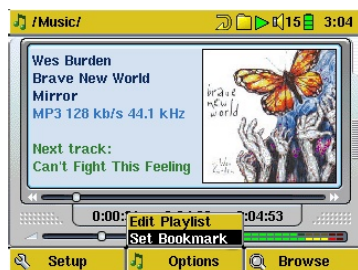 /Music/ 15 3:04
Wes Burden
Brave New World
Mirror
MP3 128 kb/s 44.1 kHz
Next track:
Can't Fight This Feeling
brave
new
world
0:00:
04:53
Edit Playlist
Set Bookmark
Setup Options Browse